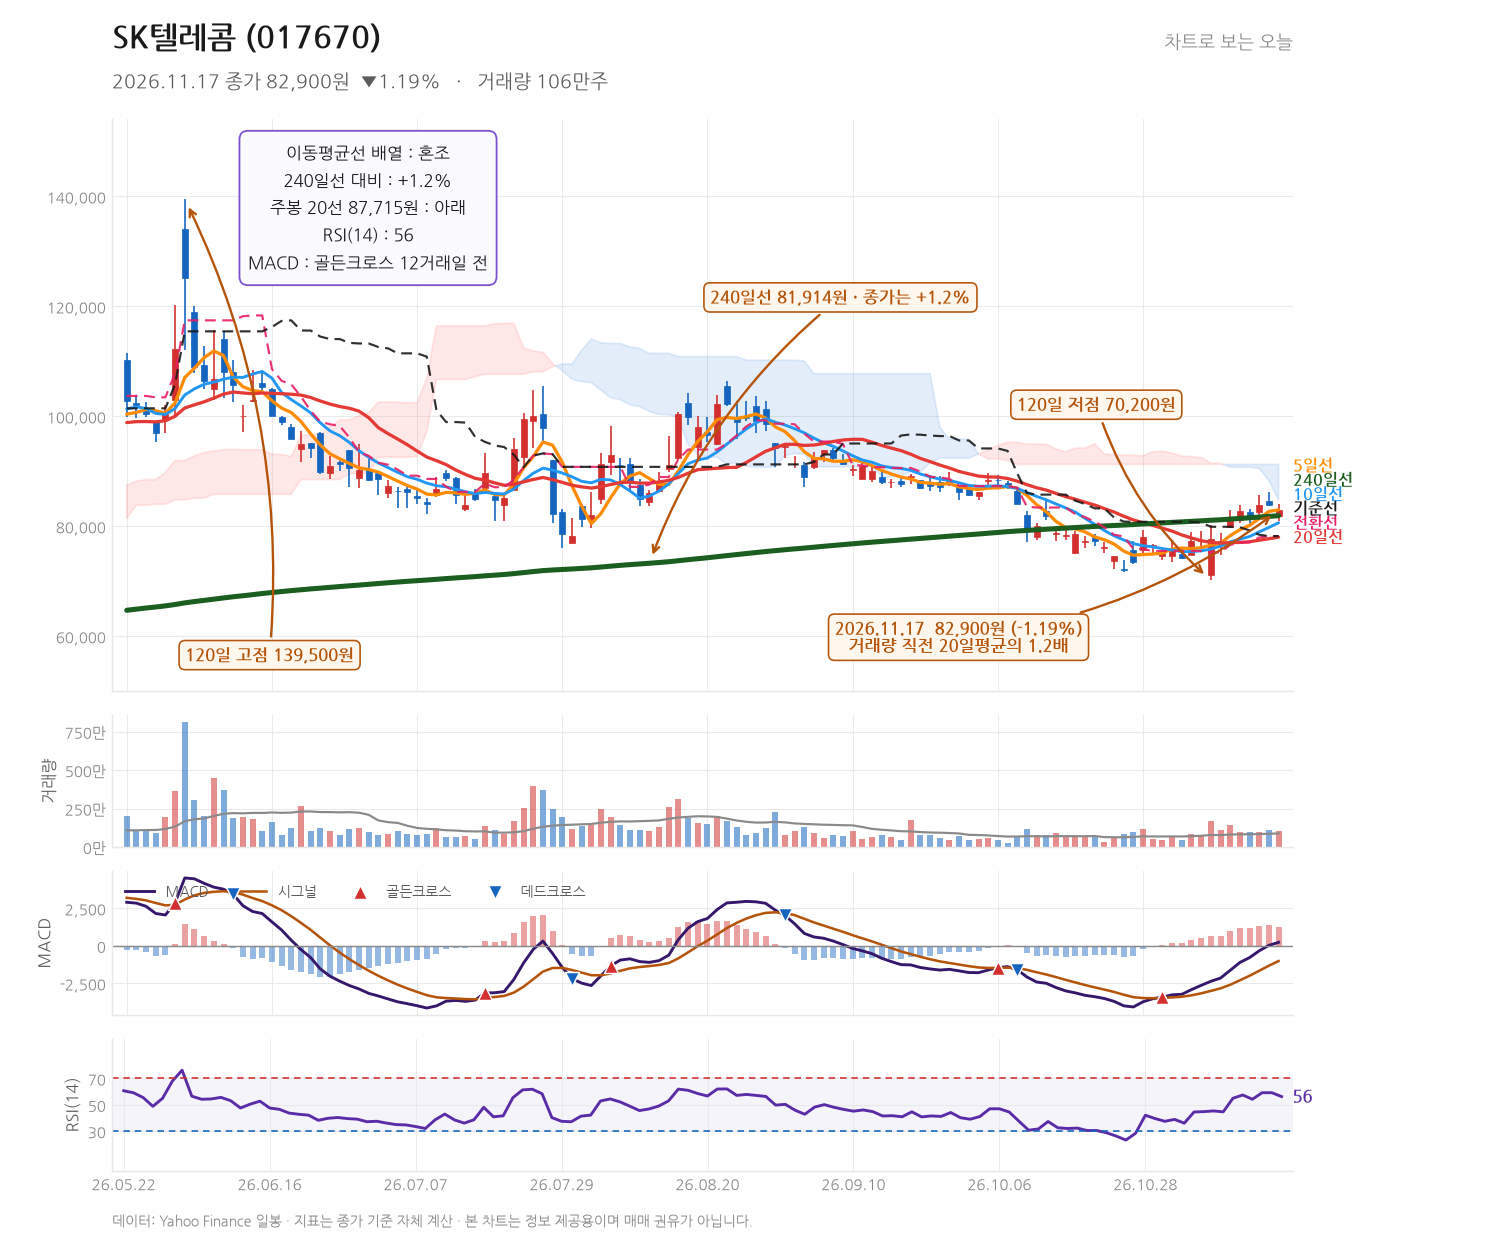 SK텔레콤 (017670)
차트로 보는 오늘
2026.11.17 종가 82,900원 ▼1.19% · 거래량 106만주
이동평균선 배열 : 혼조
240일선 대비 : +1.2%
주봉 20선 87,715원 : 아래
RSI(14) : 56
MACD : 골든크로스 12거래일 전
140,000
120,000
100,000
80,000
60,000
240일선 81,914원 · 종가는 +1.2%
120일 저점 70,200원
120일 고점 139,500원
2026.11.17 82,900원 (-1.19%)
거래량 직전 20일평균의 1.2배
5일선
240일선
10일선
기준선
전환선
20일선
거래량
750만
500만
250만
0만
MACD
MACD
시그널
골든크로스
데드크로스
2,500
0
-2,500
RSI(14)
70
50
30
56
26.05.22
26.06.16
26.07.07
26.07.29
26.08.20
26.09.10
26.10.06
26.10.28
데이터: Yahoo Finance 일봉 · 지표는 종가 기준 자체 계산 · 본 차트는 정보 제공용이며 매매 권유가 아닙니다.